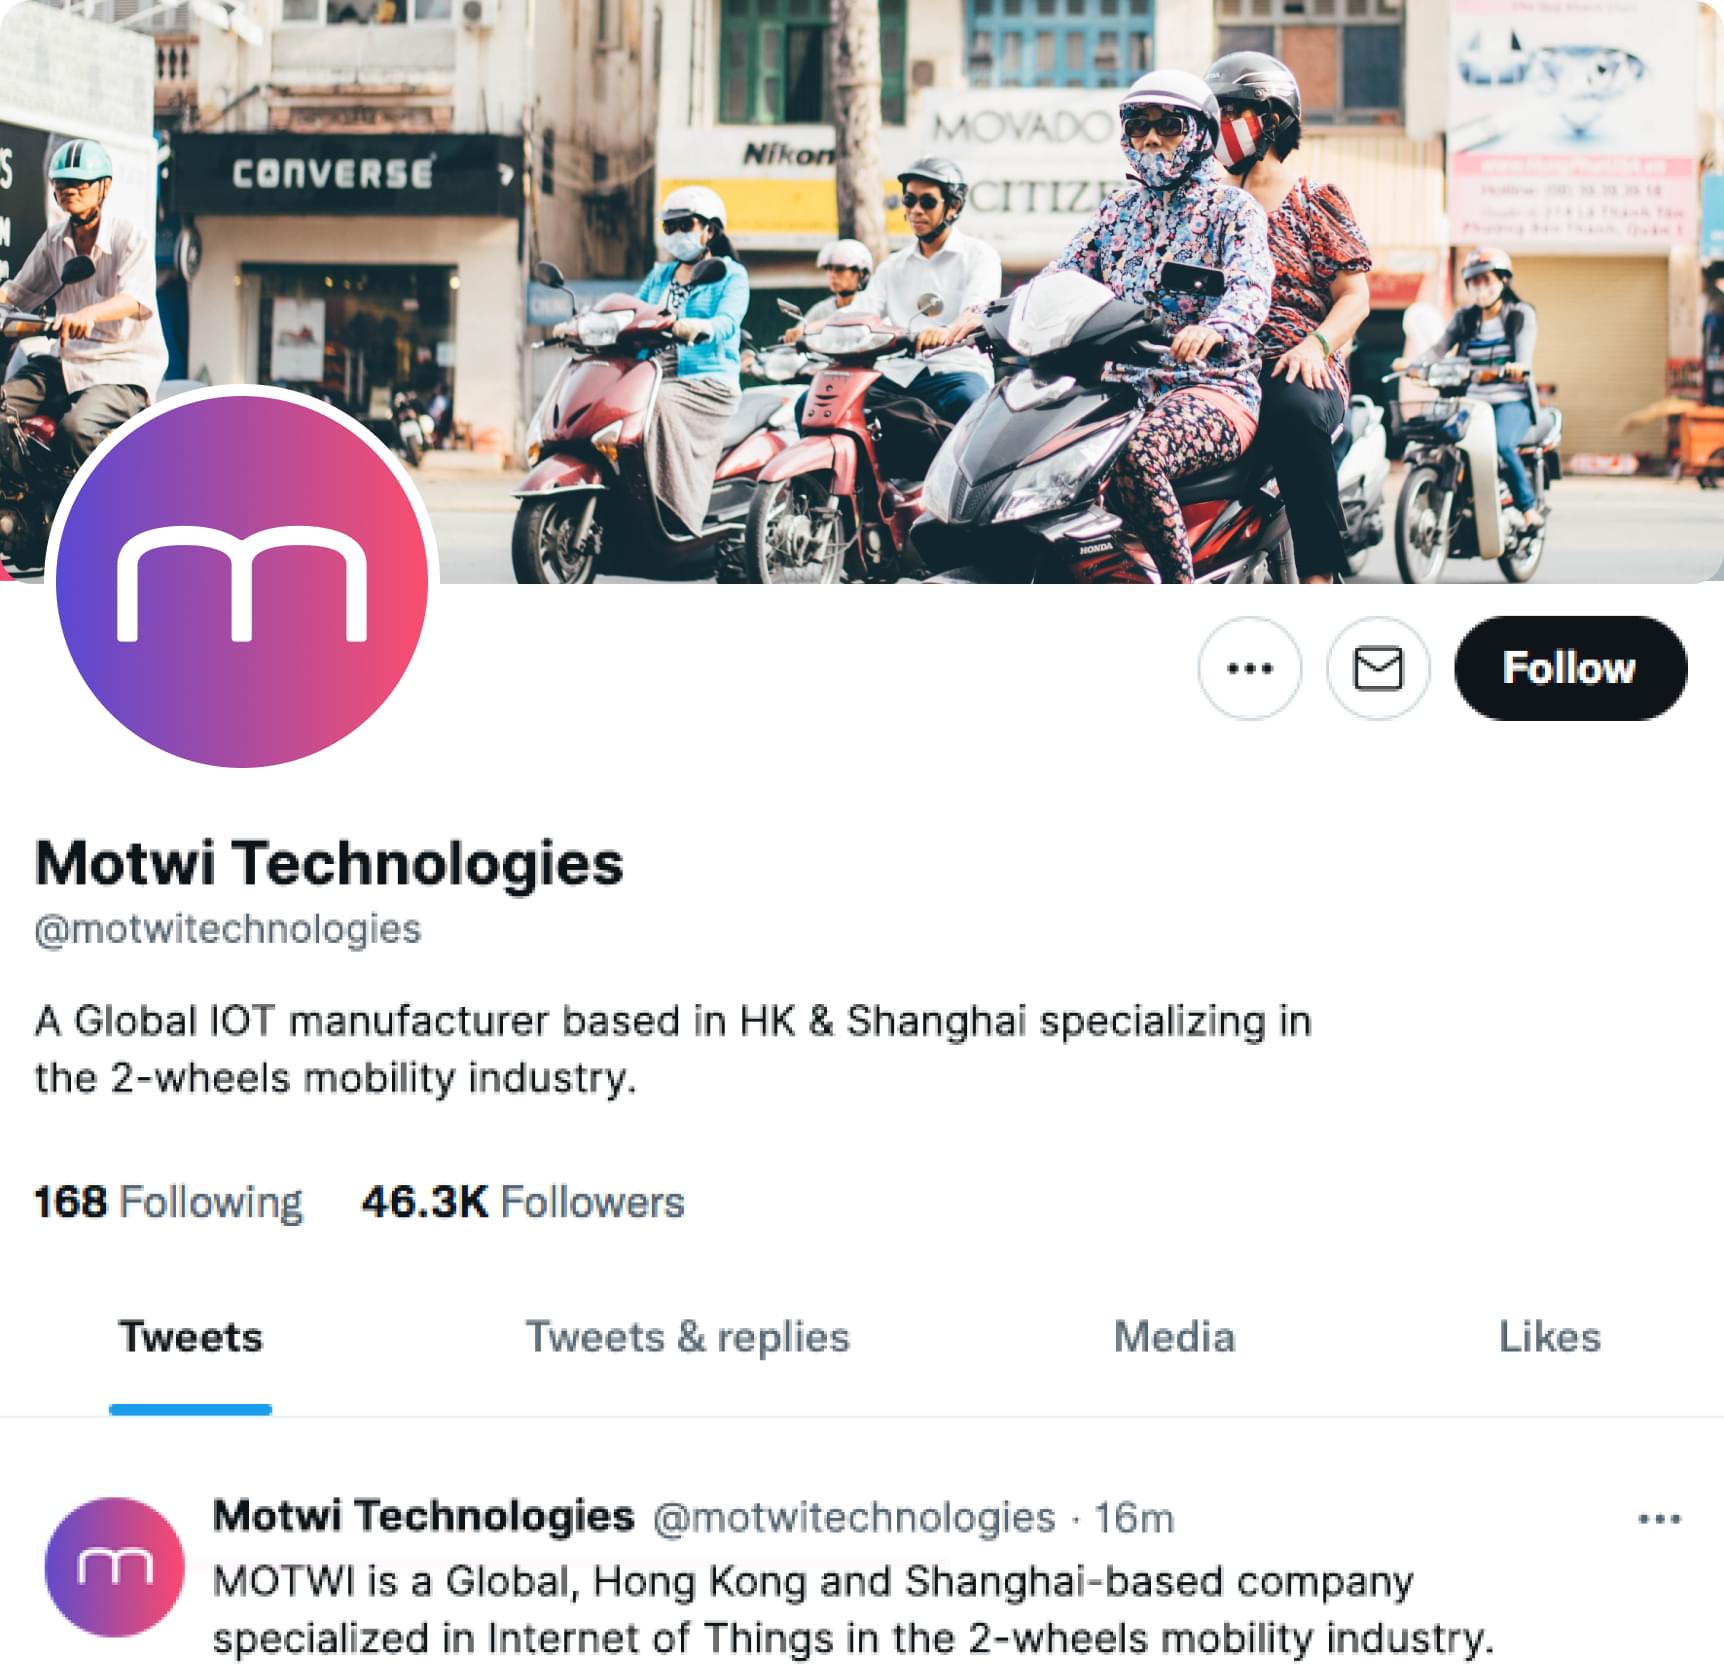 CONVERSE
Nikon
MOVADO
CITIZE
HONDA
m
Follow
Motwi Technologies
@motwitechnologies
A Global IOT manufacturer based in HK & Shanghai specializing in
the 2-wheels mobility industry.
168 Following 46.3K Followers
Tweets Tweets & replies Media Likes
Motwi Technologies @motwitechnologies · 16m
m
MOTWI is a Global, Hong Kong and Shanghai-based company
specialized in Internet of Things in the 2-wheels mobility industry.